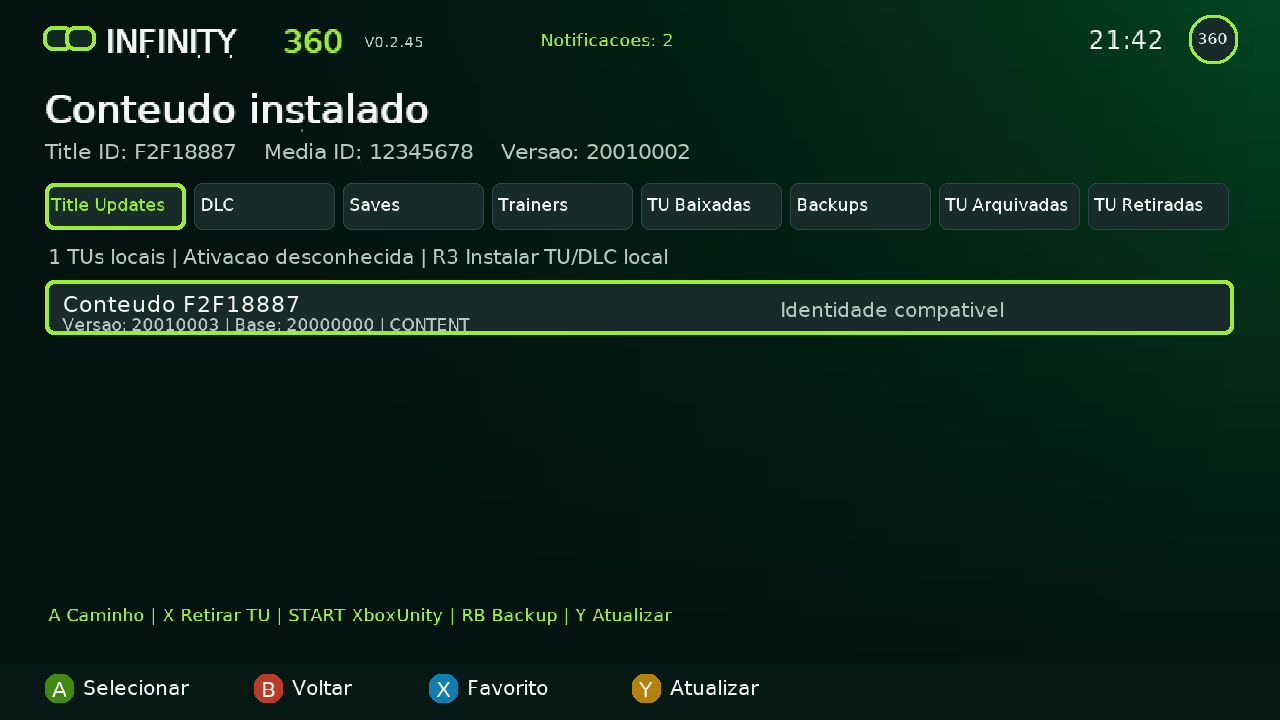 INFINITY 360 V0.2.45 Notificacoes: 2 21:42 360
Conteudo instalado
Title ID: F2F18887 Media ID: 12345678 Versao: 20010002
Title Updates DLC Saves Trainers TU Baixadas Backups TU Arquivadas TU Retiradas
1 TUs locais | Ativacao desconhecida | R3 Instalar TU/DLC local
Conteudo F2F18887
Identidade compativel
Versao: 20010003 | Base: 20000000 | CONTENT
A Caminho | X Retirar TU | START XboxUnity | RB Backup | Y Atualizar
A Selecionar B Voltar X Favorito Y Atualizar